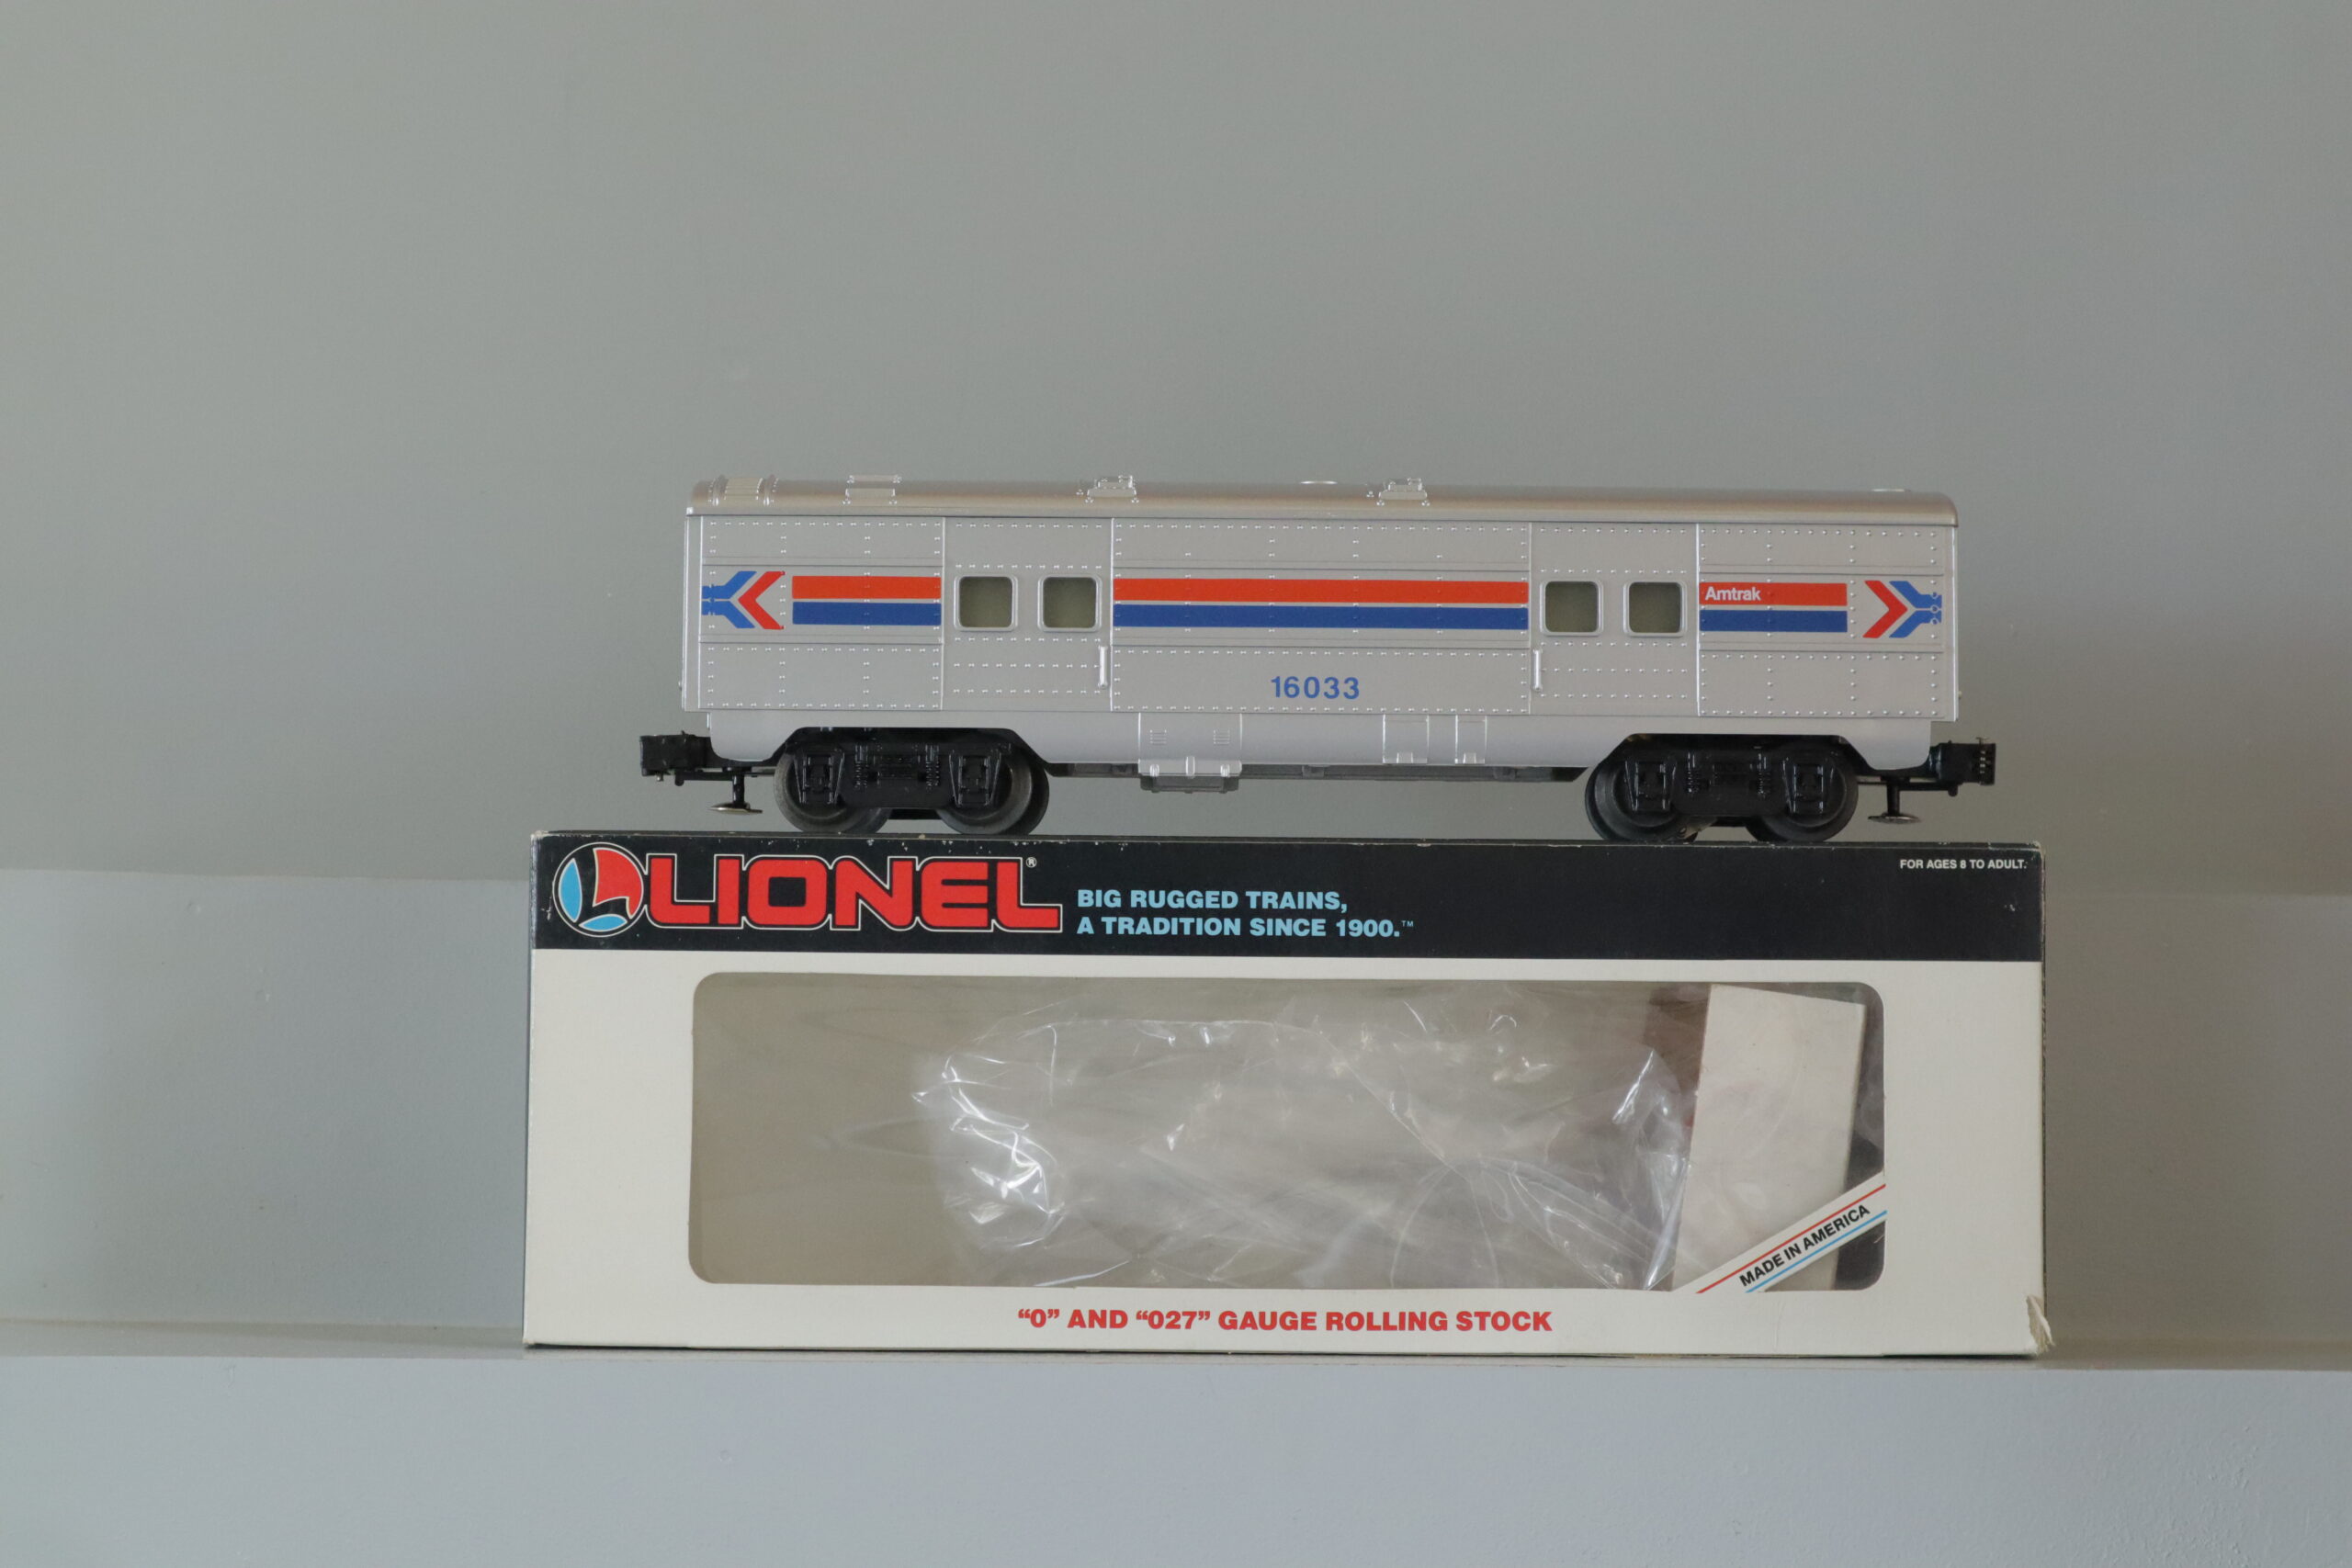 Amtrak
16033
LIONEL®
BIG RUGGED TRAINS,
A TRADITION SINCE 1900.™
FOR AGES 8 TO ADULT.
MADE IN AMERICA
"0" AND "027" GAUGE ROLLING STOCK